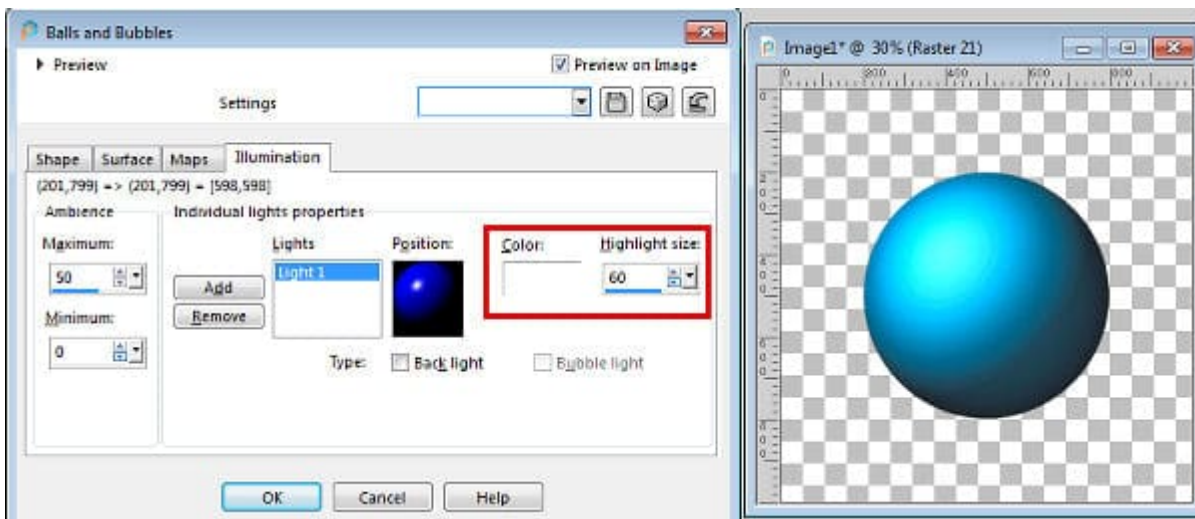 Balls and Bubbles
Preview
Preview on Image
Settings
Shape Surface Maps Illumination
(201,799) => (201,799) = [598,598]
Ambience
Individual lights properties
Maximum:
Lights
Position:
Color:
Highlight size:
50
Light 1
60
Add
Remove
Minimum:
0
Type:
Back light
Bubble light
OK Cancel Help
Image1* @ 30% (Raster 21)